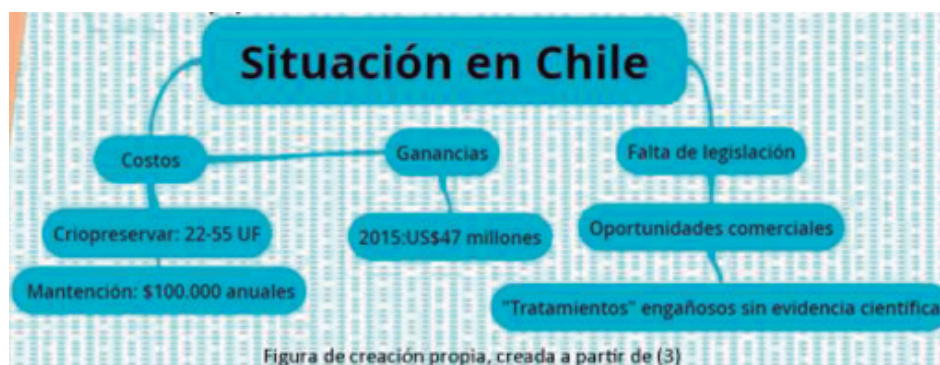 Situación en Chile
Costos
Ganancias
Falta de legislación
Criopreservar: 22-55 UF
2015:US$47 millones
Oportunidades comerciales
Mantención: $100.000 anuales
"Tratamientos" engañosos sin evidencia científica
Figura de creación propia, creada a partir de (3)